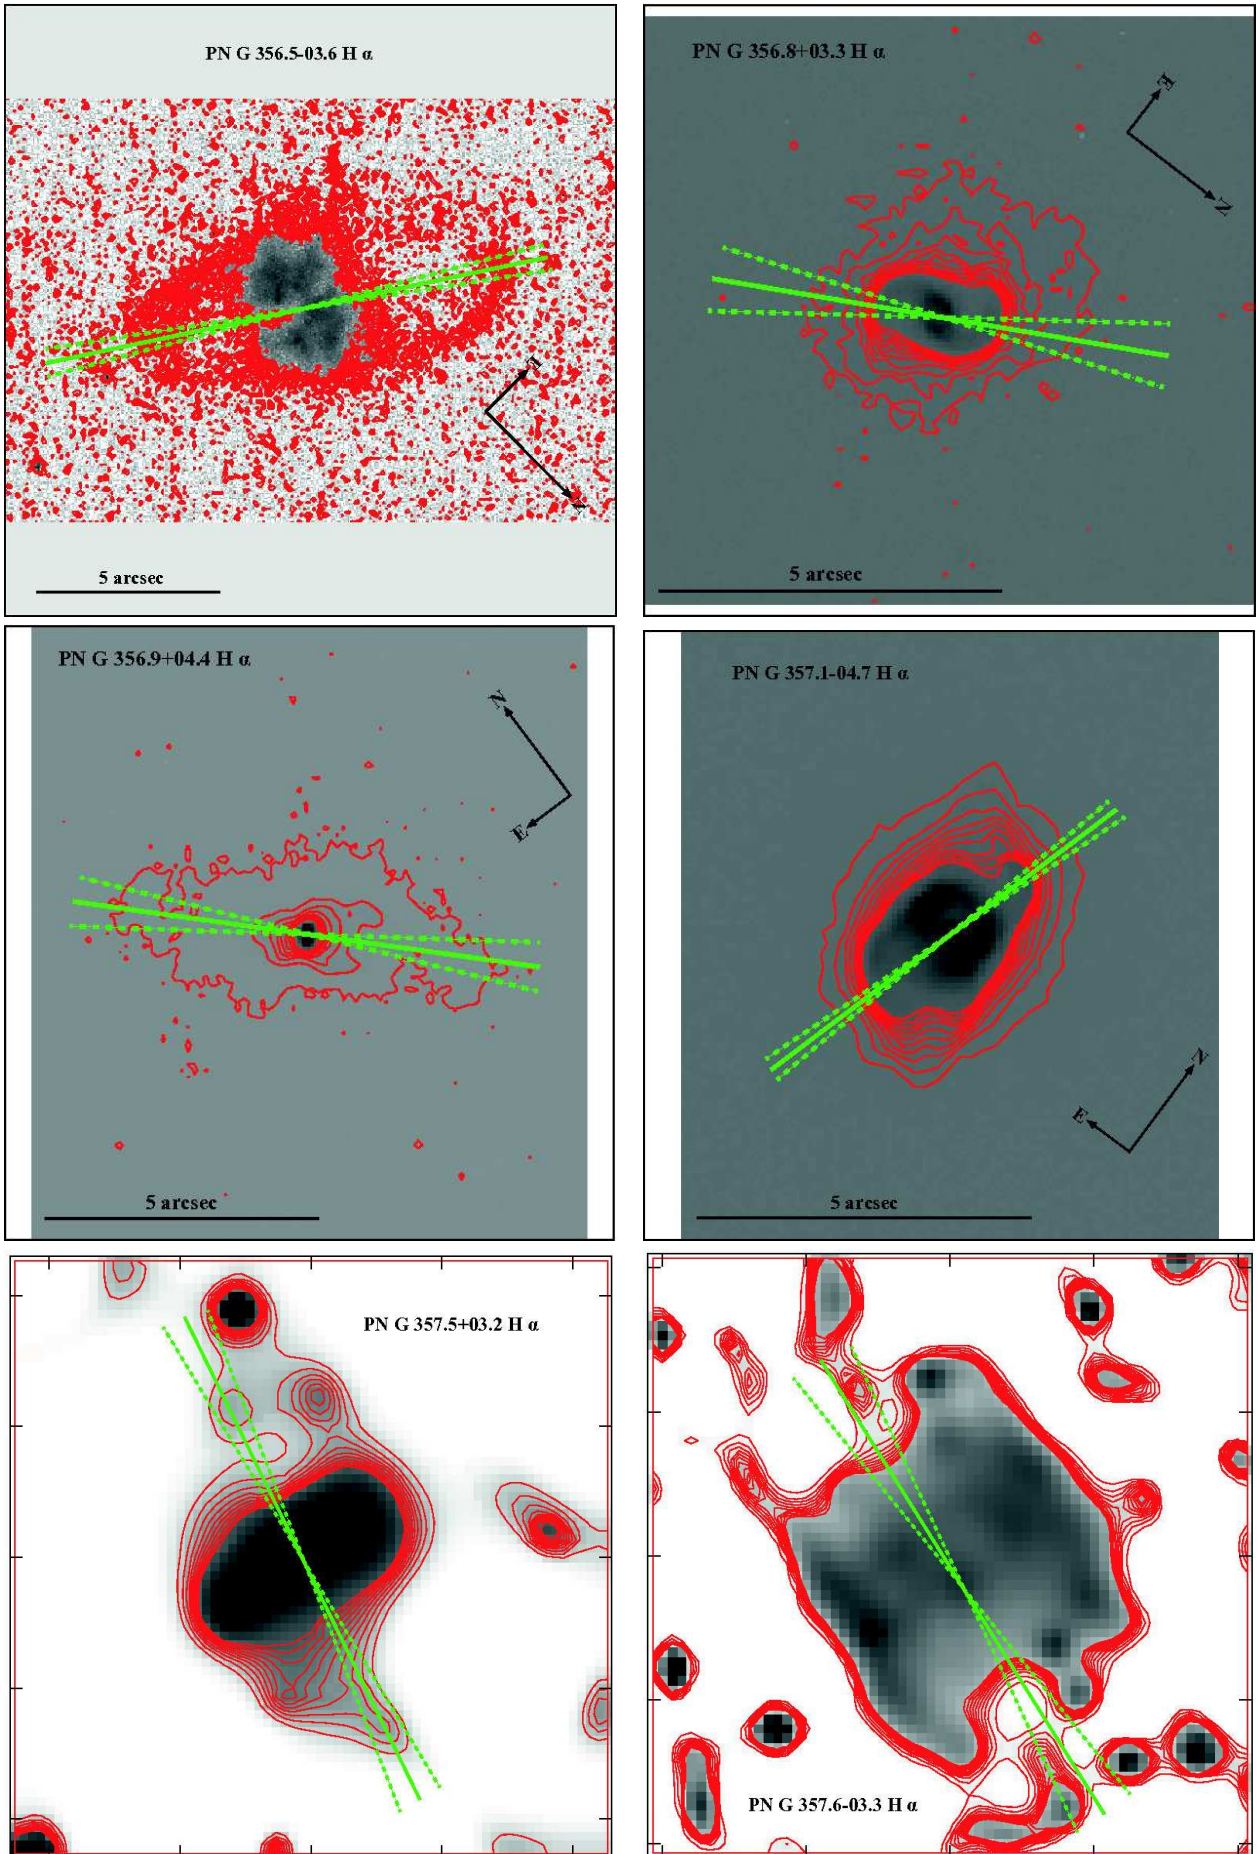 PN G 356.5-03.6 H α
E
N
5 arcsec
PN G 356.8+03.3 H α
E
N
5 arcsec
PN G 356.9+04.4 H α
N
E
5 arcsec
PN G 357.1-04.7 H α
N
E
5 arcsec
PN G 357.5+03.2 H α
PN G 357.6-03.3 H α